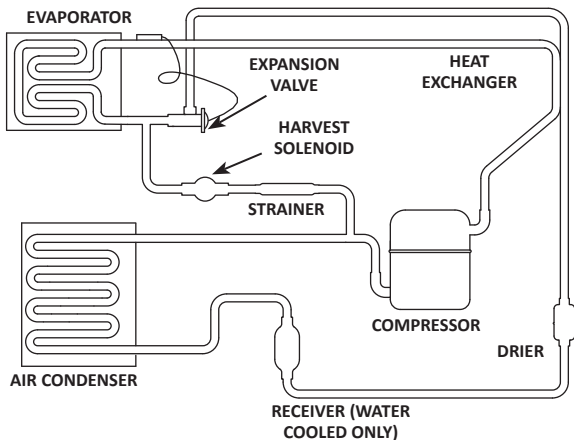 EVAPORATOR
EXPANSION
VALVE
HEAT
EXCHANGER
HARVEST
SOLENOID
STRAINER
COMPRESSOR
DRIER
AIR CONDENSER
RECEIVER (WATER
COOLED ONLY)